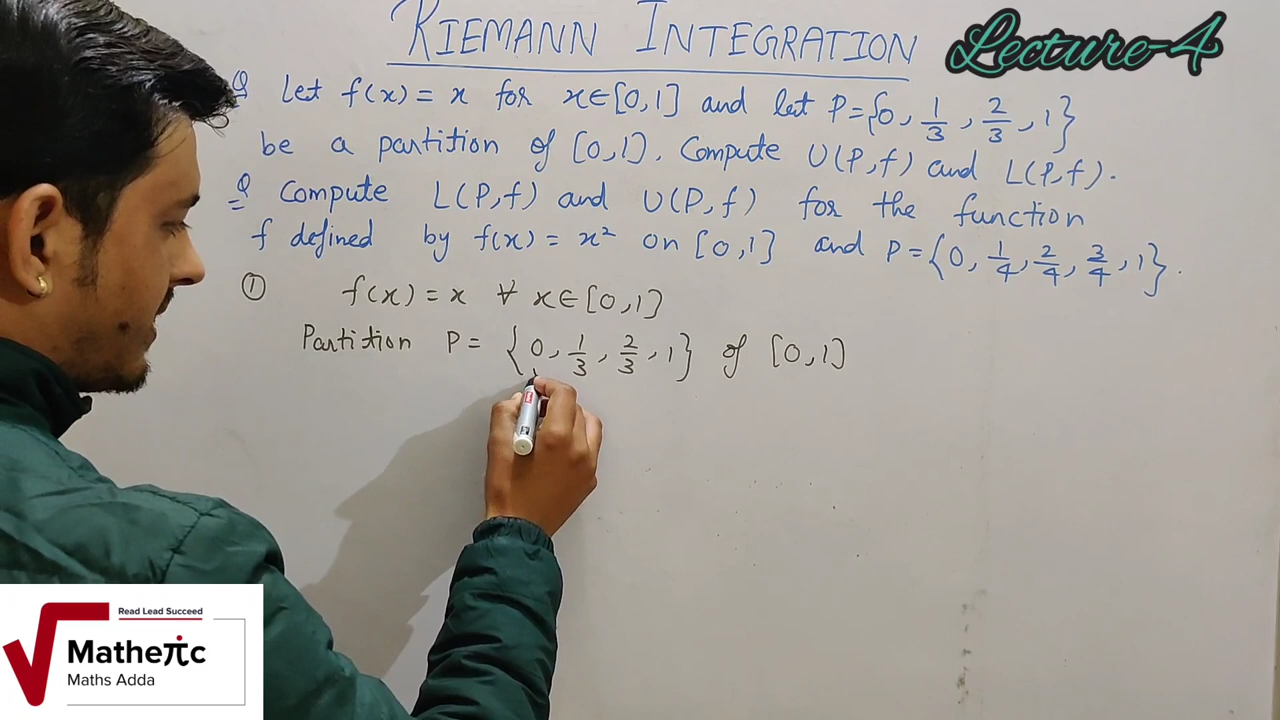 RIEMANN INTEGRATION
Lecture-4
Q Let f(x) = x for x∈[0,1] and let P={0, 1/3, 2/3, 1}
be a partition of [0,1]. Compute U(P,f) and L(P,f).
Q Compute L(P,f) and U(P,f) for the function
f defined by f(x) = x² on [0,1] and P={0, 1/4, 2/4, 3/4, 1}.
① f(x) = x ∀ x∈[0,1]
Partition P = {0, 1/3, 2/3, 1} of [0,1]
Read Lead Succeed
Matheπc
Maths Adda